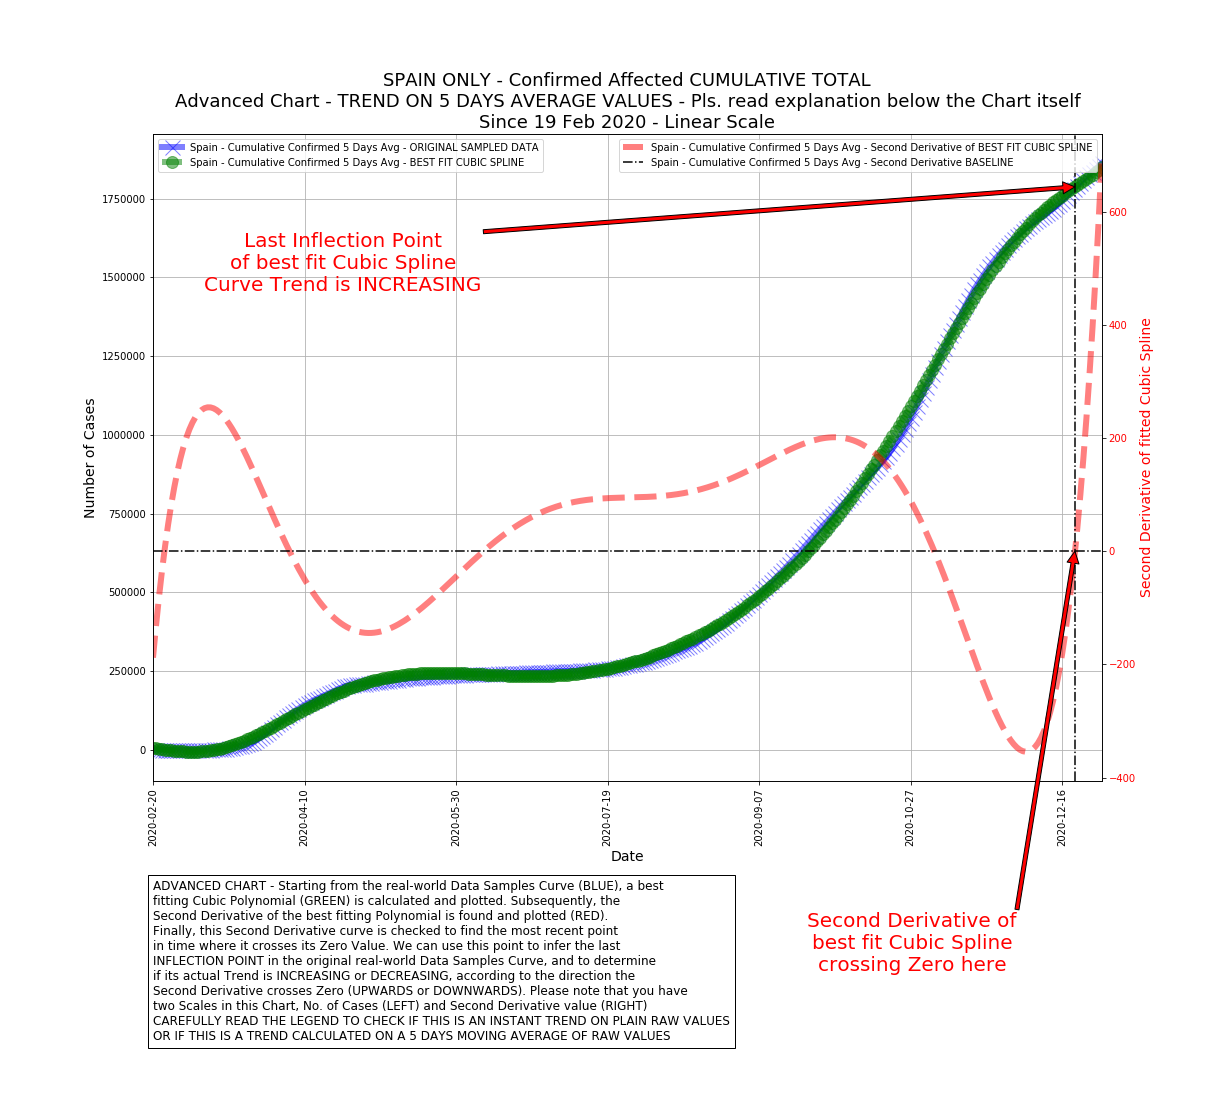 SPAIN ONLY - Confirmed Affected CUMULATIVE TOTAL
Advanced Chart - TREND ON 5 DAYS AVERAGE VALUES - Pls. read explanation below the Chart itself
Since 19 Feb 2020 - Linear Scale
Spain - Cumulative Confirmed 5 Days Avg - ORIGINAL SAMPLED DATA
Spain - Cumulative Confirmed 5 Days Avg - BEST FIT CUBIC SPLINE
Spain - Cumulative Confirmed 5 Days Avg - Second Derivative of BEST FIT CUBIC SPLINE
Spain - Cumulative Confirmed 5 Days Avg - Second Derivative BASELINE
Last Inflection Point
of best fit Cubic Spline
Curve Trend is INCREASING
Number of Cases
1750000
1500000
1250000
1000000
750000
500000
250000
0
600
400
200
0
−200
−400
Second Derivative of fitted Cubic Spline
2020-02-20
2020-04-10
2020-05-30
2020-07-19
2020-09-07
2020-10-27
2020-12-16
Date
ADVANCED CHART - Starting from the real-world Data Samples Curve (BLUE), a best
fitting Cubic Polynomial (GREEN) is calculated and plotted. Subsequently, the
Second Derivative of the best fitting Polynomial is found and plotted (RED).
Finally, this Second Derivative curve is checked to find the most recent point
in time where it crosses its Zero Value. We can use this point to infer the last
INFLECTION POINT in the original real-world Data Samples Curve, and to determine
if its actual Trend is INCREASING or DECREASING, according to the direction the
Second Derivative crosses Zero (UPWARDS or DOWNWARDS). Please note that you have
two Scales in this Chart, No. of Cases (LEFT) and Second Derivative value (RIGHT)
CAREFULLY READ THE LEGEND TO CHECK IF THIS IS AN INSTANT TREND ON PLAIN RAW VALUES
OR IF THIS IS A TREND CALCULATED ON A 5 DAYS MOVING AVERAGE OF RAW VALUES
Second Derivative of
best fit Cubic Spline
crossing Zero here